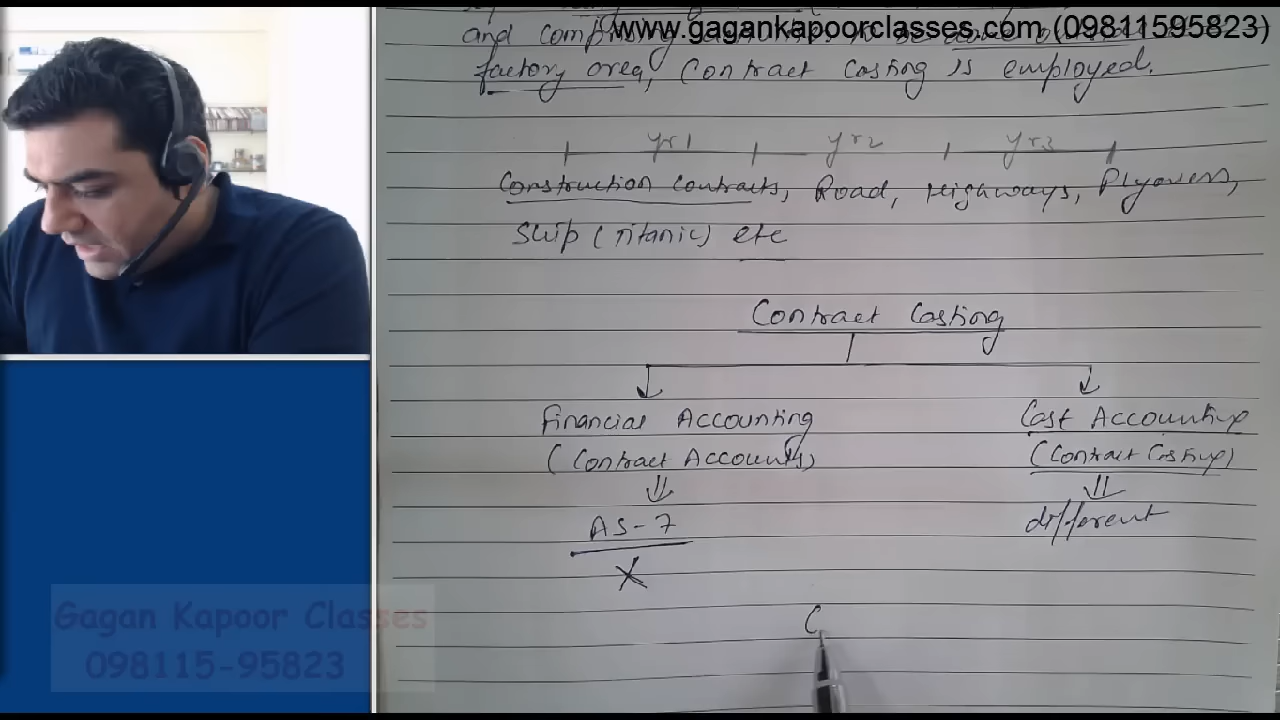 www.gagankapoorclasses.com (09811595823)
and
factory area, Contract Costing is employed.
yr1 yr2 yr3
Construction Contracts, Road, Highways, Flyovers,
Ship (Titanic) etc
Contract Costing
Financial Accounting
(Contract Accounts)
AS-7
X
Cost Accounting
(Contract Costing)
different
C
Gagan Kapoor Classes
098115-95823